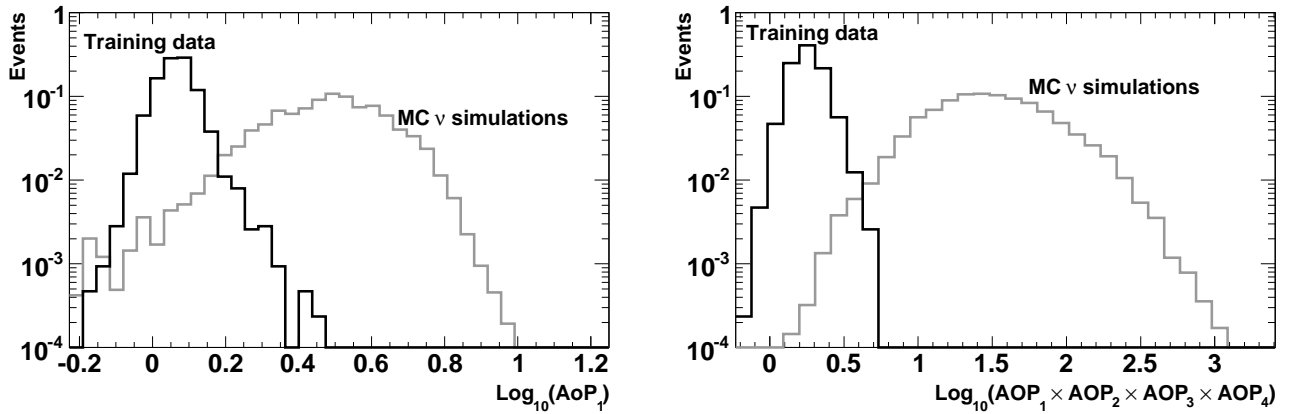 Events
1
10⁻¹
10⁻²
10⁻³
10⁻⁴
Training data
MC ν simulations
-0.2 0 0.2 0.4 0.6 0.8 1 1.2
Log₁₀(AoP₁)
Events
1
10⁻¹
10⁻²
10⁻³
10⁻⁴
Training data
MC ν simulations
0 0.5 1 1.5 2 2.5 3
Log₁₀(AOP₁ × AOP₂ × AOP₃ × AOP₄)